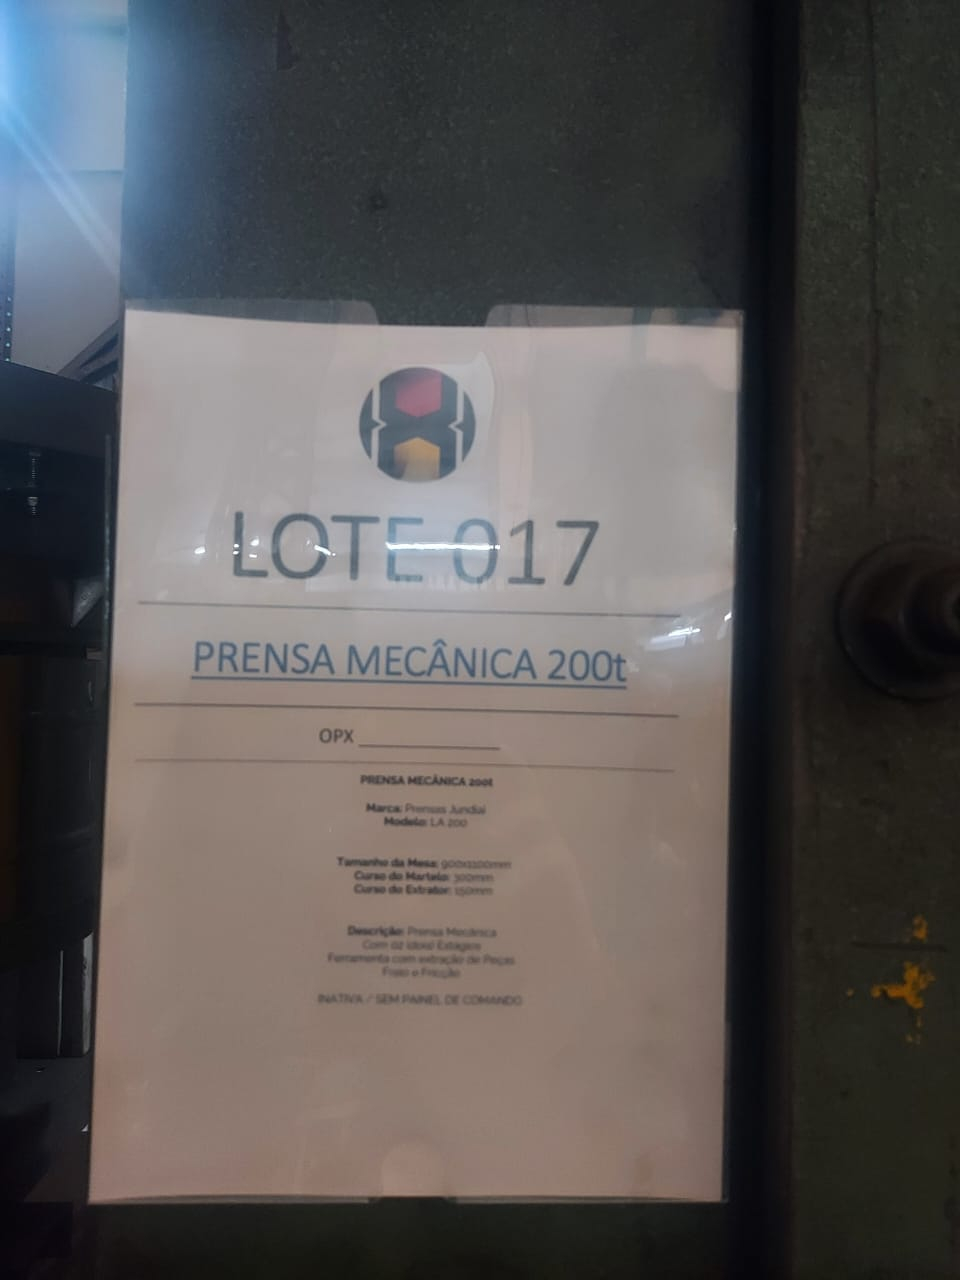 LOTE 017
PRENSA MECÂNICA 200t
OPX ______________
PRENSA MECÂNICA 200t
Marca: Prensas Jundiaí
Modelo: LA 200
Tamanho da Mesa: 900x1100mm
Curso do Martelo: 300mm
Curso do Extrator: 150mm
Descrição: Prensa Mecânica
Com 02 (dois) Estágios
Ferramenta com extração de Peças
Freio e Fricção
INATIVA / SEM PAINEL DE COMANDO